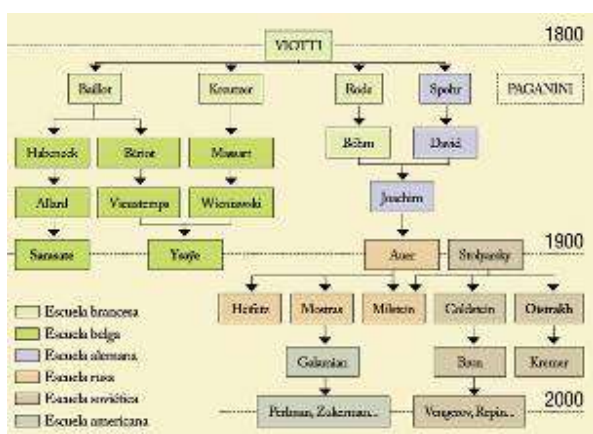 1800
VIOTTI
Baillot
Kreutzer
Rode
Spohr
PAGANINI
Habeneck
Bériot
Massart
Böhm
David
Allard
Vieuxtemps
Wieniawski
Joachim
1900
Sarasate
Ysaÿe
Auer
Stolyarsky
Heifetz
Mostras
Milstein
Goldstein
Oistrakh
Escuela francesa
Escuela belga
Escuela alemana
Escuela rusa
Escuela soviética
Escuela americana
Galamian
Bron
Kremer
2000
Perlman, Zukerman...
Vengerov, Repin...